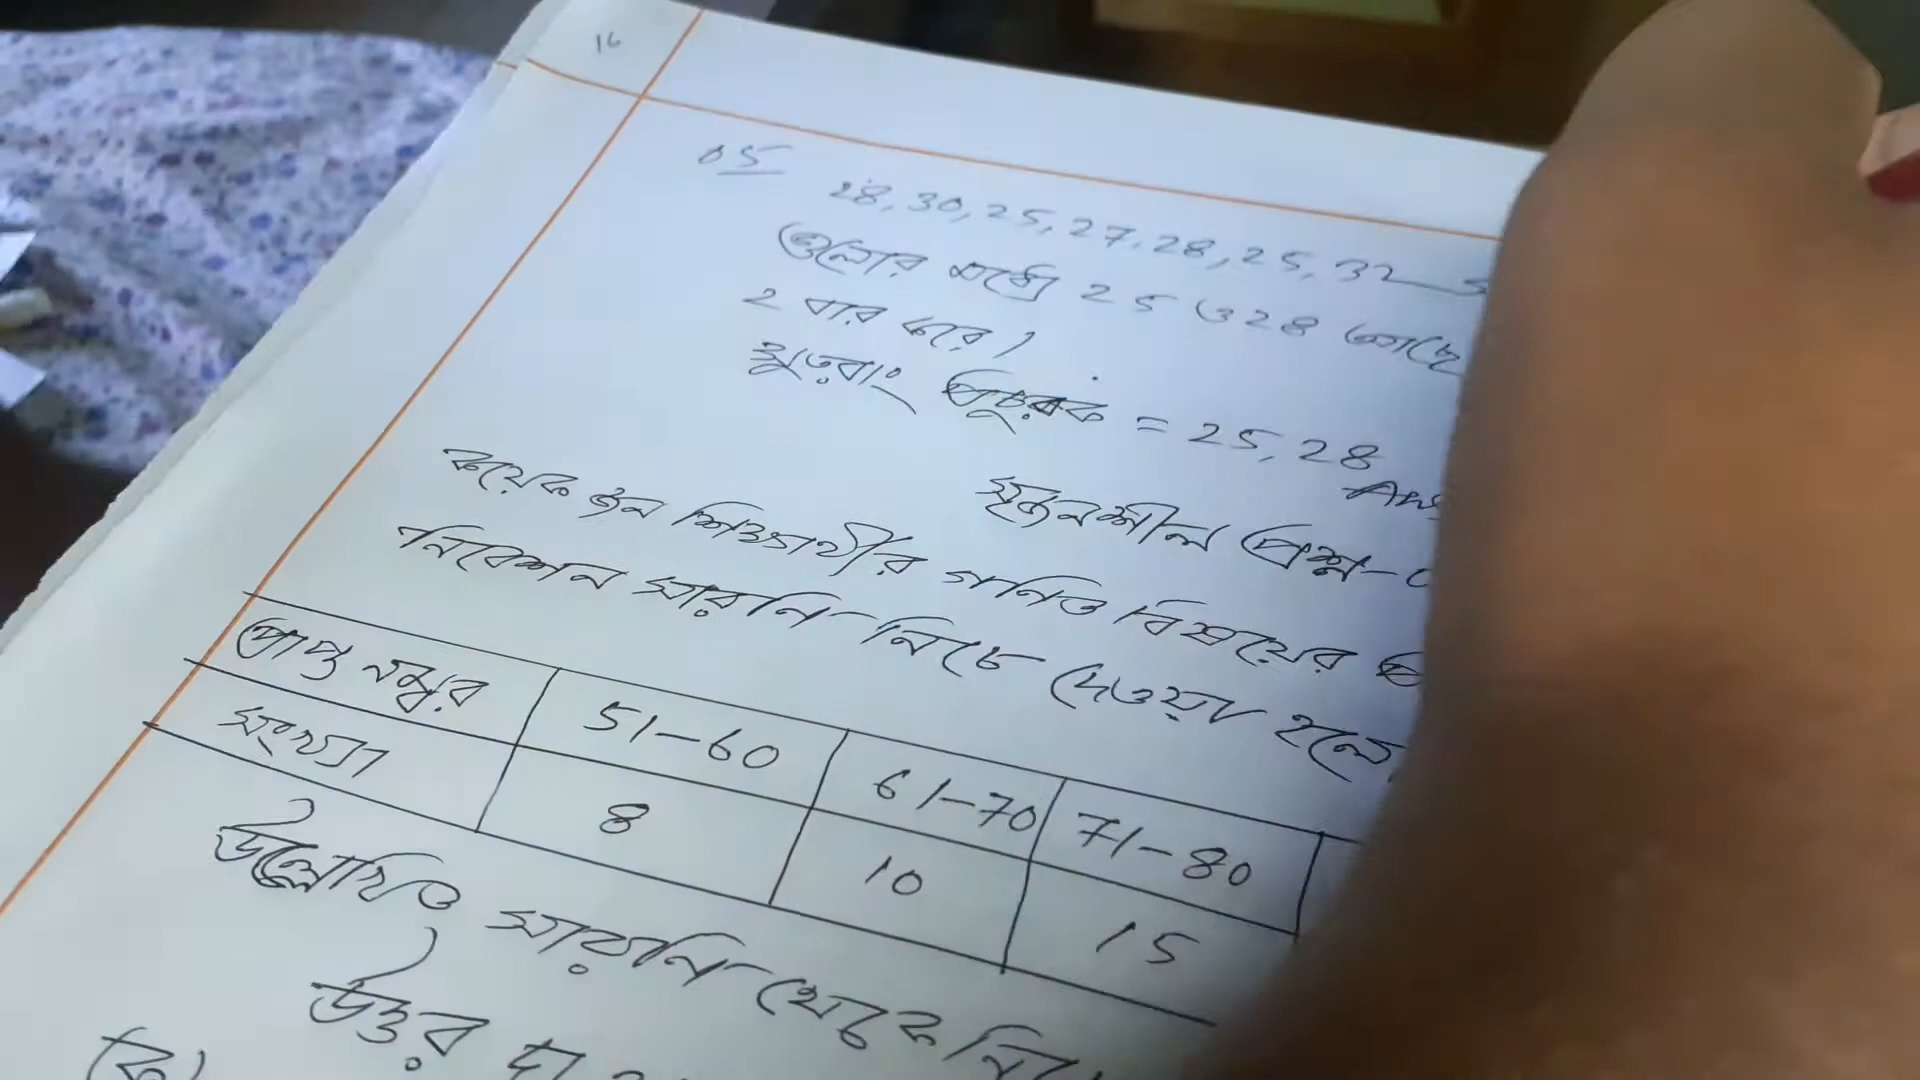 16
05
28, 30, 25, 27, 28, 25, 32
গুলোর মধ্যে 25 ও 28 আছে
2 বার করে।
সুতরাং প্রচুরক = 25, 28
Ans
সৃজনশীল প্রশ্ন-
কয়েক জন শিক্ষার্থীর গণিত বিষয়ের
নিবেশন সারণি নিচে দেওয়া হলো
প্রাপ্ত নম্বর 51-60 61-70 71-80
সংখ্যা 8 10 15
উল্লেখিত সারণি থেকে
উত্তর দা
(ক)